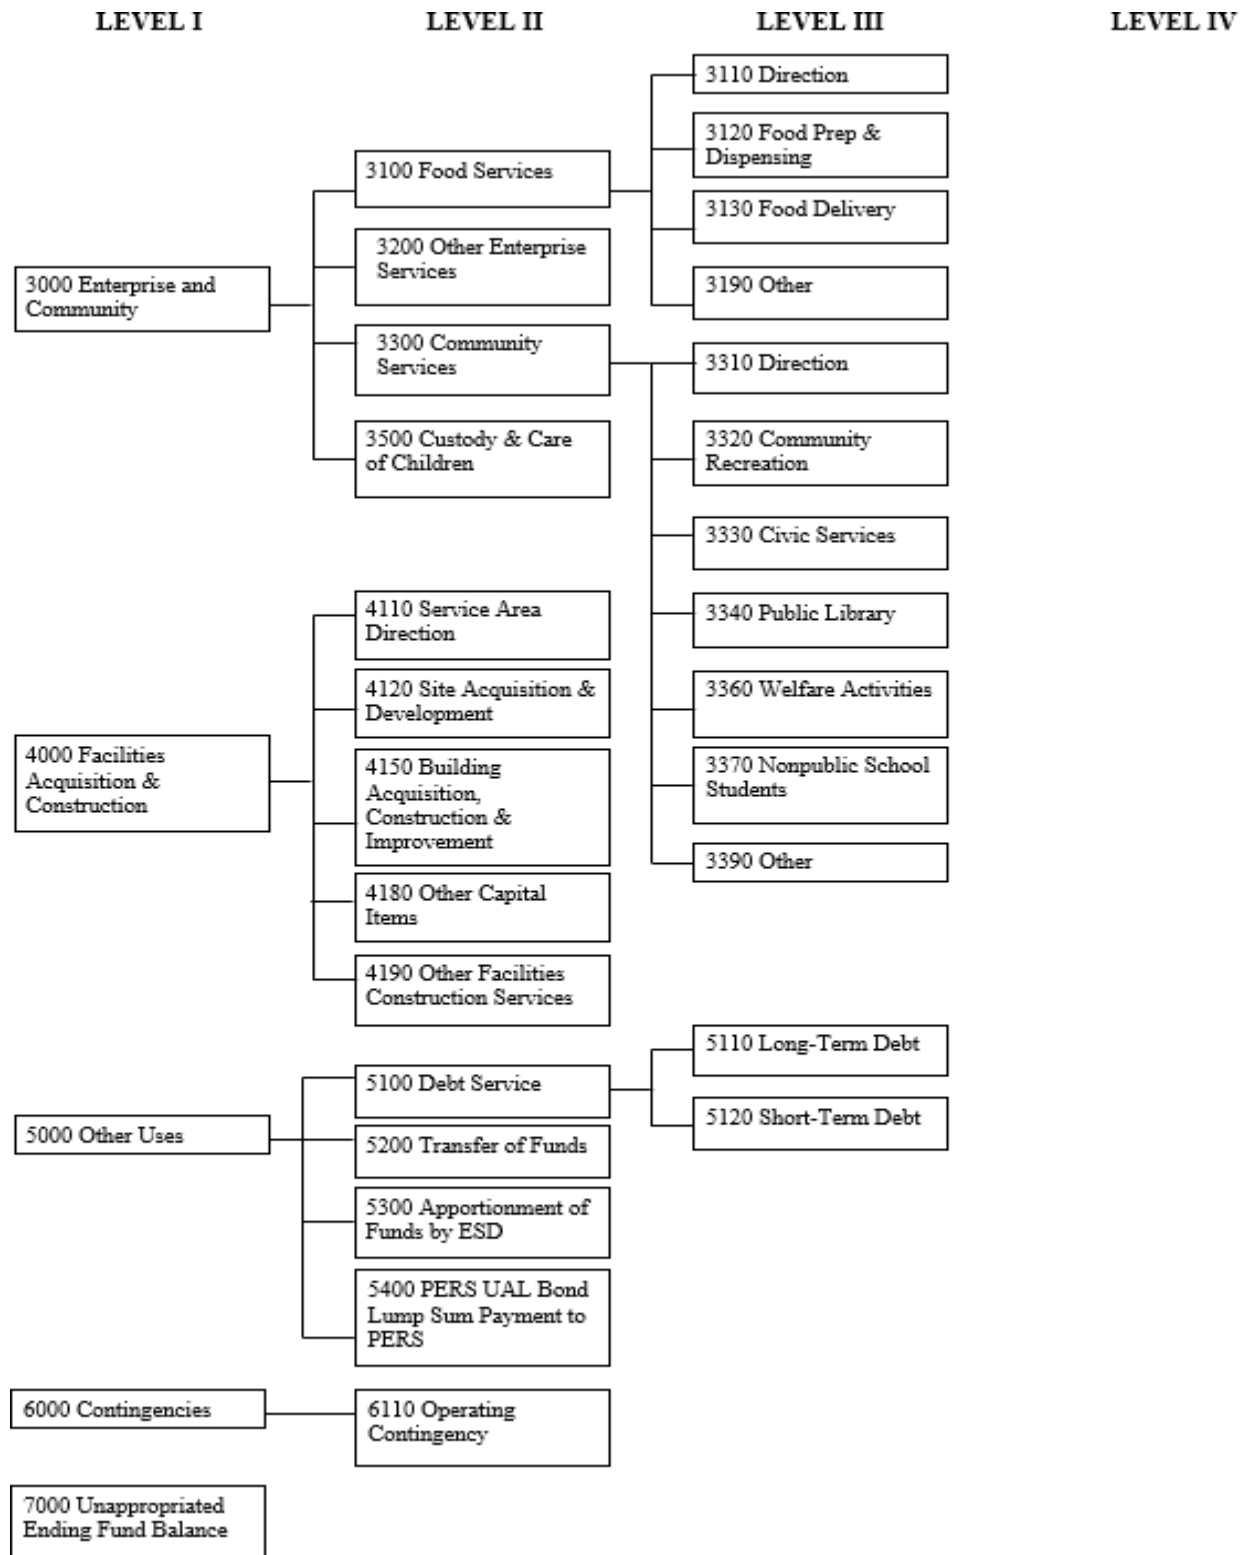 LEVEL I
LEVEL II
LEVEL III
LEVEL IV
3000 Enterprise and
Community
3100 Food Services
3110 Direction
3120 Food Prep &
Dispensing
3130 Food Delivery
3190 Other
3200 Other Enterprise
Services
3300 Community
Services
3310 Direction
3320 Community
Recreation
3330 Civic Services
3340 Public Library
3360 Welfare Activities
3370 Nonpublic School
Students
3390 Other
3500 Custody & Care
of Children
4000 Facilities
Acquisition &
Construction
4110 Service Area
Direction
4120 Site Acquisition &
Development
4150 Building
Acquisition,
Construction &
Improvement
4180 Other Capital
Items
4190 Other Facilities
Construction Services
5000 Other Uses
5100 Debt Service
5110 Long-Term Debt
5120 Short-Term Debt
5200 Transfer of Funds
5300 Apportionment of
Funds by ESD
5400 PERS UAL Bond
Lump Sum Payment to
PERS
6000 Contingencies
6110 Operating
Contingency
7000 Unappropriated
Ending Fund Balance